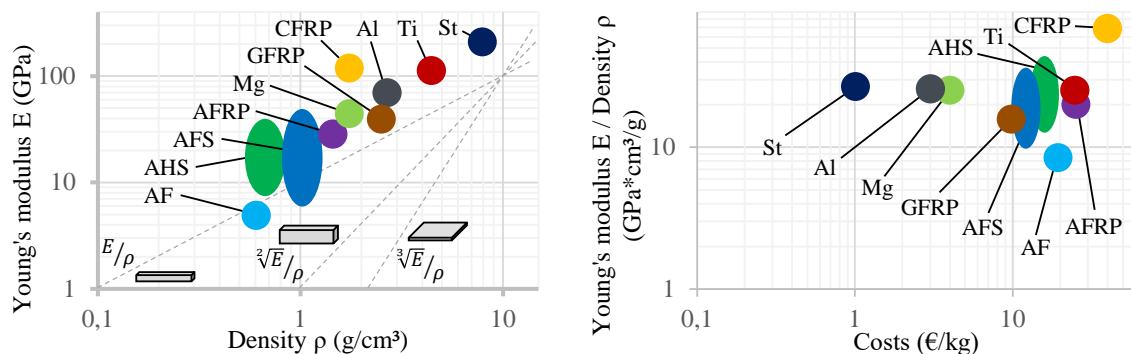 Young's modulus E (GPa)
100
10
1
0,1
1
10
Density ρ (g/cm³)
CFRP
Al
Ti
St
GFRP
Mg
AFRP
AFS
AHS
AF
E/ρ
²√E/ρ
³√E/ρ
Young's modulus E / Density ρ
((GPa*cm³/g)
10
1
0,1
1
10
Costs (€/kg)
CFRP
AHS
Ti
St
Al
Mg
GFRP
AFS
AF
AFRP